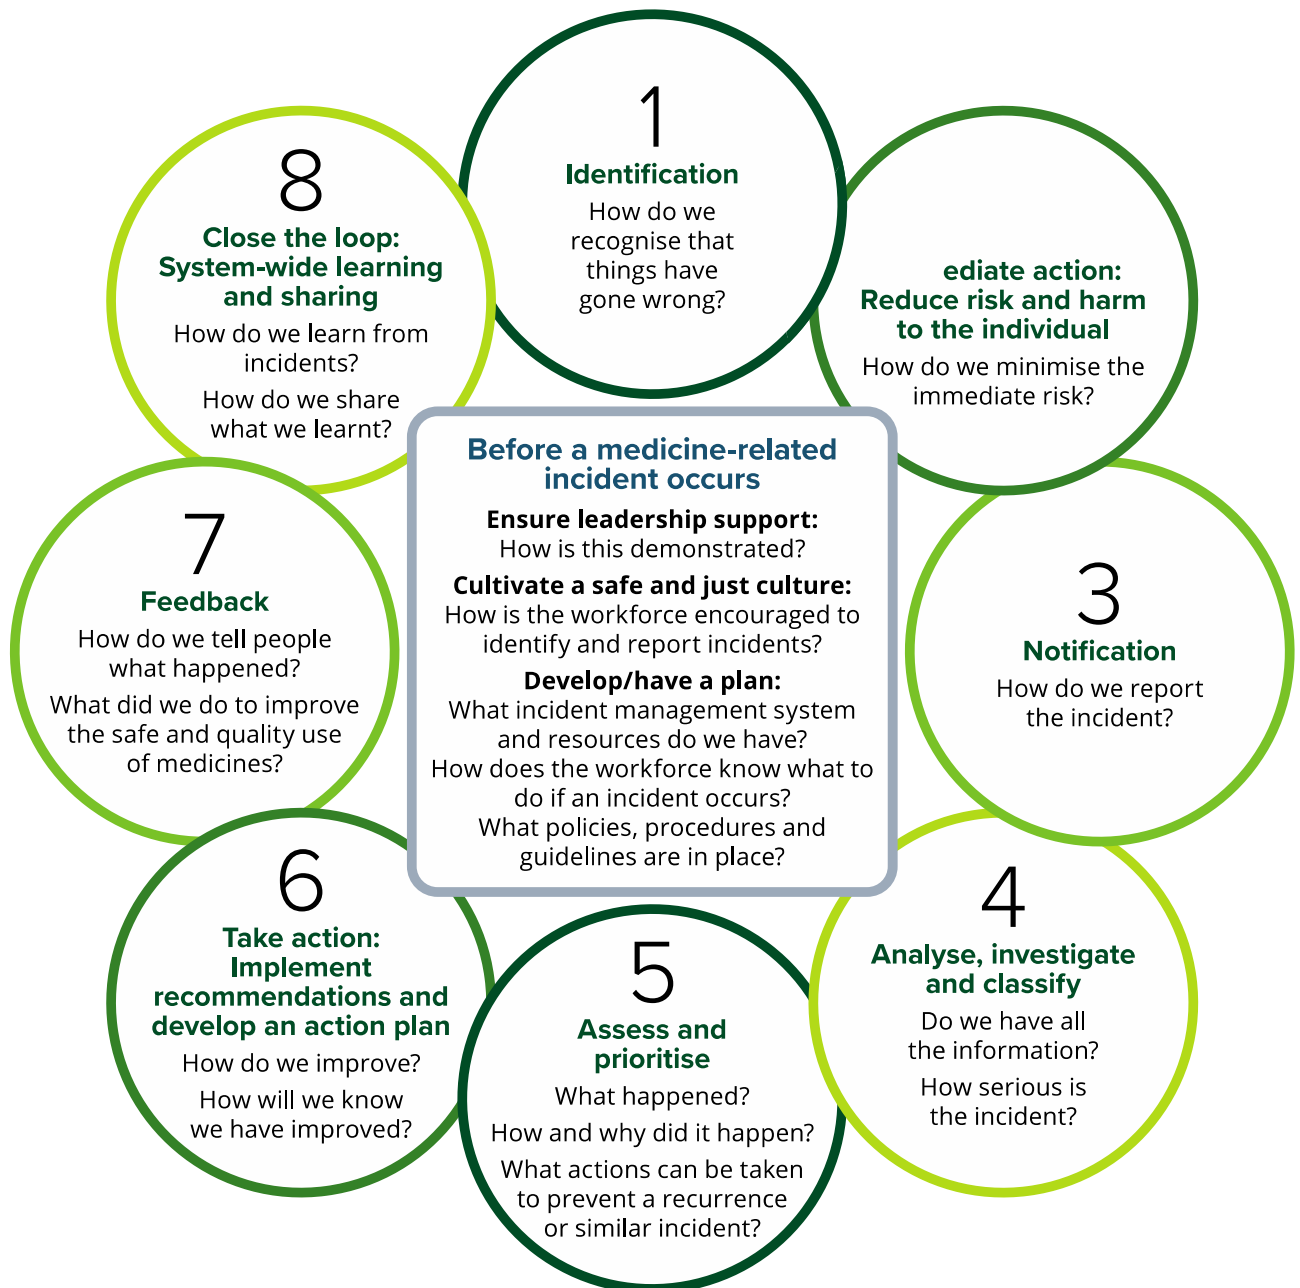 1
Identification
How do we
recognise that
things have
gone wrong?
ediate action:
Reduce risk and harm
to the individual
How do we minimise the
immediate risk?
3
Notification
How do we report
the incident?
4
Analyse, investigate
and classify
Do we have all
the information?
How serious is
the incident?
5
Assess and
prioritise
What happened?
How and why did it happen?
What actions can be taken
to prevent a recurrence
or similar incident?
6
Take action:
Implement
recommendations and
develop an action plan
How do we improve?
How will we know
we have improved?
7
Feedback
How do we tell people
what happened?
What did we do to improve
the safe and quality use
of medicines?
8
Close the loop:
System-wide learning
and sharing
How do we learn from
incidents?
How do we share
what we learnt?
Before a medicine-related
incident occurs
Ensure leadership support:
How is this demonstrated?
Cultivate a safe and just culture:
How is the workforce encouraged to
identify and report incidents?
Develop/have a plan:
What incident management system
and resources do we have?
How does the workforce know what to
do if an incident occurs?
What policies, procedures and
guidelines are in place?